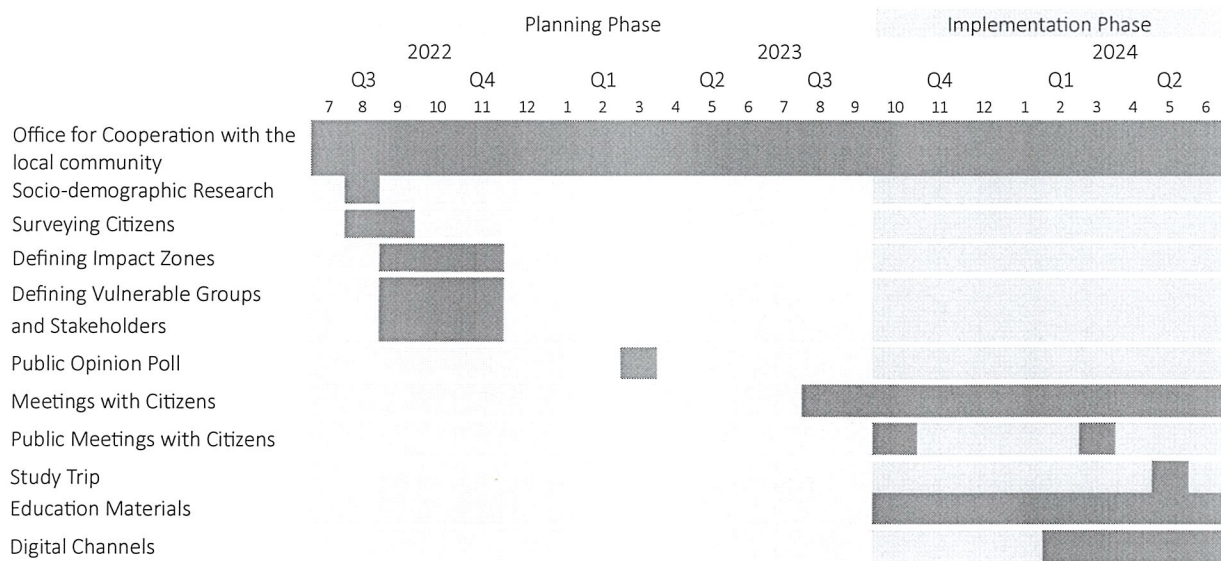 Planning Phase Implementation Phase
2022 2023 2024
Q3 Q4 Q1 Q2 Q3 Q4 Q1 Q2
7 8 9 10 11 12 1 2 3 4 5 6 7 8 9 10 11 12 1 2 3 4 5 6
Office for Cooperation with the
local community
Socio-demographic Research
Surveying Citizens
Defining Impact Zones
Defining Vulnerable Groups
and Stakeholders
Public Opinion Poll
Meetings with Citizens
Public Meetings with Citizens
Study Trip
Education Materials
Digital Channels